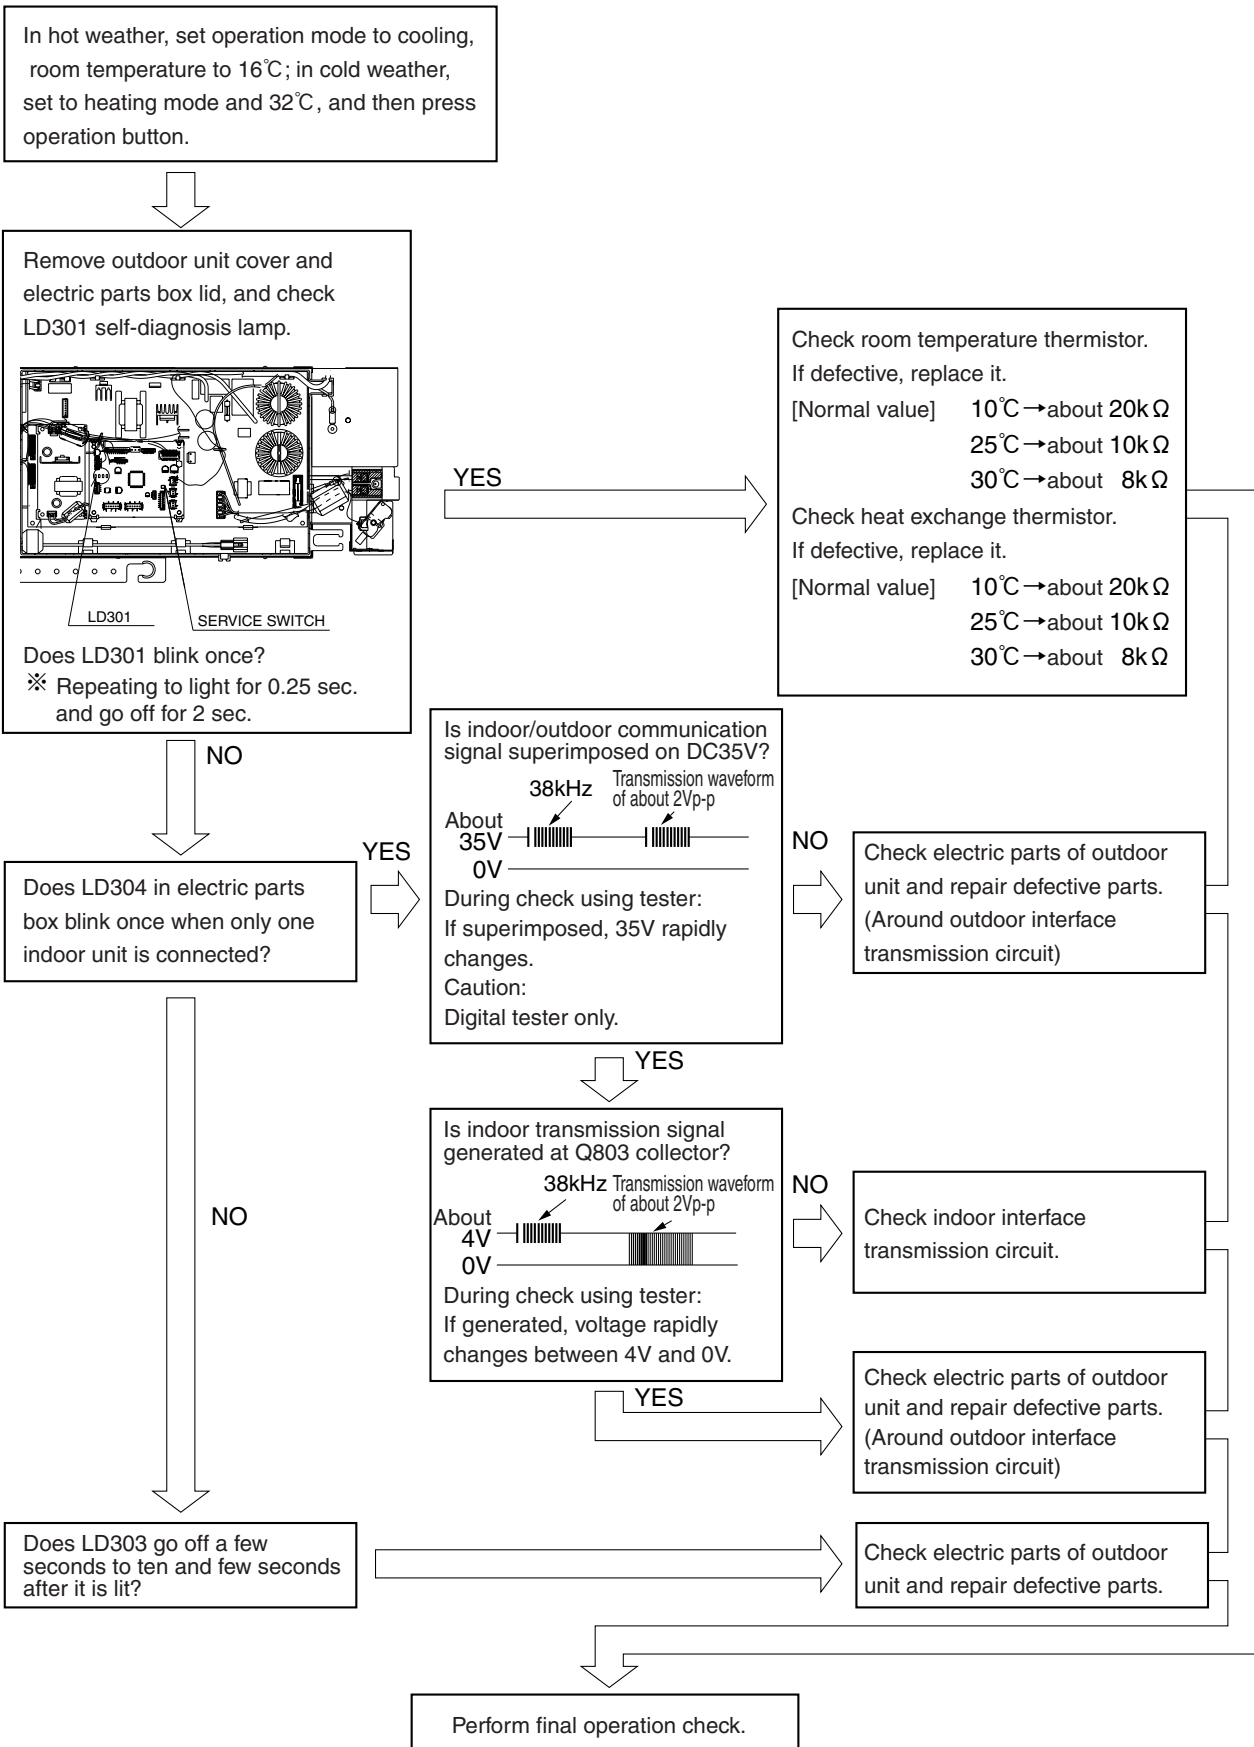 In hot weather, set operation mode to cooling,
room temperature to 16℃; in cold weather,
set to heating mode and 32℃, and then press
operation button.
Remove outdoor unit cover and
electric parts box lid, and check
LD301 self-diagnosis lamp.
LD301
SERVICE SWITCH
Does LD301 blink once?
※ Repeating to light for 0.25 sec.
and go off for 2 sec.
YES
Check room temperature thermistor.
If defective, replace it.
[Normal value] 10℃→about 20kΩ
25℃→about 10kΩ
30℃→about 8kΩ
Check heat exchange thermistor.
If defective, replace it.
[Normal value] 10℃→about 20kΩ
25℃→about 10kΩ
30℃→about 8kΩ
NO
Does LD304 in electric parts
box blink once when only one
indoor unit is connected?
YES
Is indoor/outdoor communication
signal superimposed on DC35V?
38kHz
Transmission waveform
of about 2Vp-p
About
35V
0V
During check using tester:
If superimposed, 35V rapidly
changes.
Caution:
Digital tester only.
NO
Check electric parts of outdoor
unit and repair defective parts.
(Around outdoor interface
transmission circuit)
YES
Is indoor transmission signal
generated at Q803 collector?
38kHz
Transmission waveform
of about 2Vp-p
About
4V
0V
During check using tester:
If generated, voltage rapidly
changes between 4V and 0V.
NO
Check indoor interface
transmission circuit.
YES
Check electric parts of outdoor
unit and repair defective parts.
(Around outdoor interface
transmission circuit)
NO
Does LD303 go off a few
seconds to ten and few seconds
after it is lit?
Check electric parts of outdoor
unit and repair defective parts.
Perform final operation check.